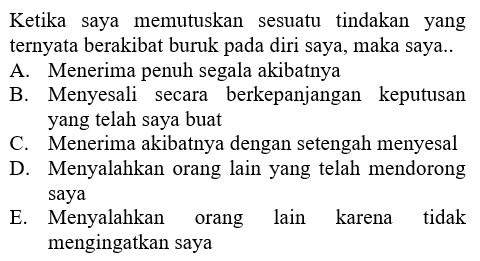 Ketika saya memutuskan sesuatu tindakan yang
ternyata berakibat buruk pada diri saya, maka saya..
A. Menerima penuh segala akibatnya
B. Menyesali secara berkepanjangan keputusan
yang telah saya buat
C. Menerima akibatnya dengan setengah menyesal
D. Menyalahkan orang lain yang telah mendorong
saya
E. Menyalahkan orang lain karena tidak
mengingatkan saya